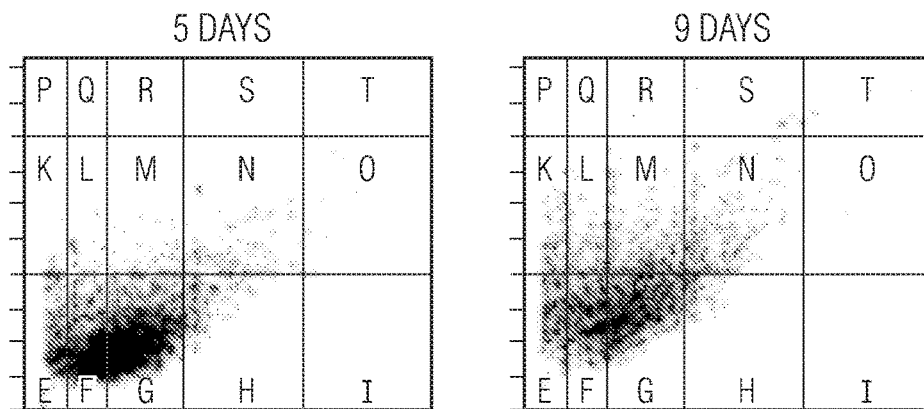 5 DAYS 9 DAYS
P Q R S T P Q R S T
K L M N O K L M N O
E F G H I E F G H I